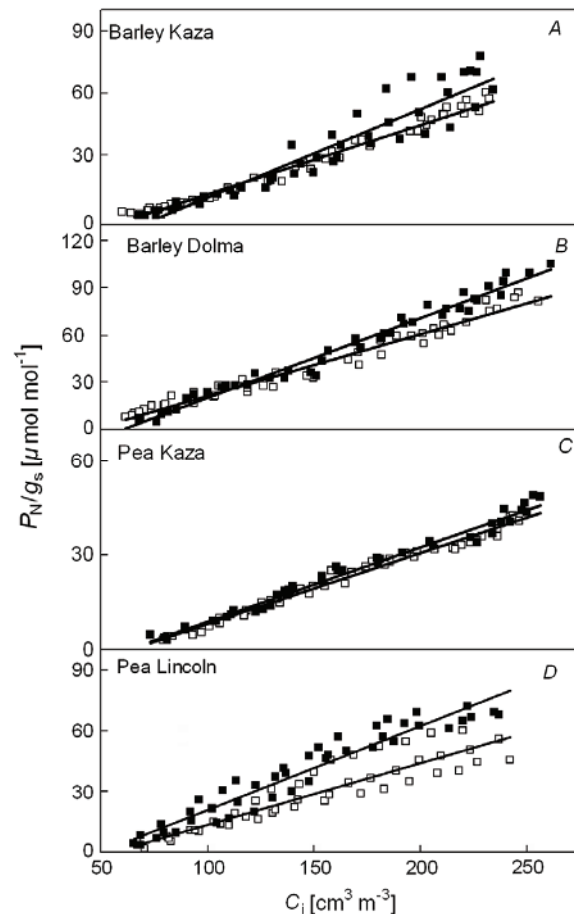 90
Barley Kaza
A
60
30
0
120
Barley Dolma
B
90
60
30
0
60
Pea Kaza
C
30
0
90
Pea Lincoln
D
60
30
0
50 100 150 200 250
P_N/g_s [µmol mol⁻¹]
C_i [cm³ m⁻³]